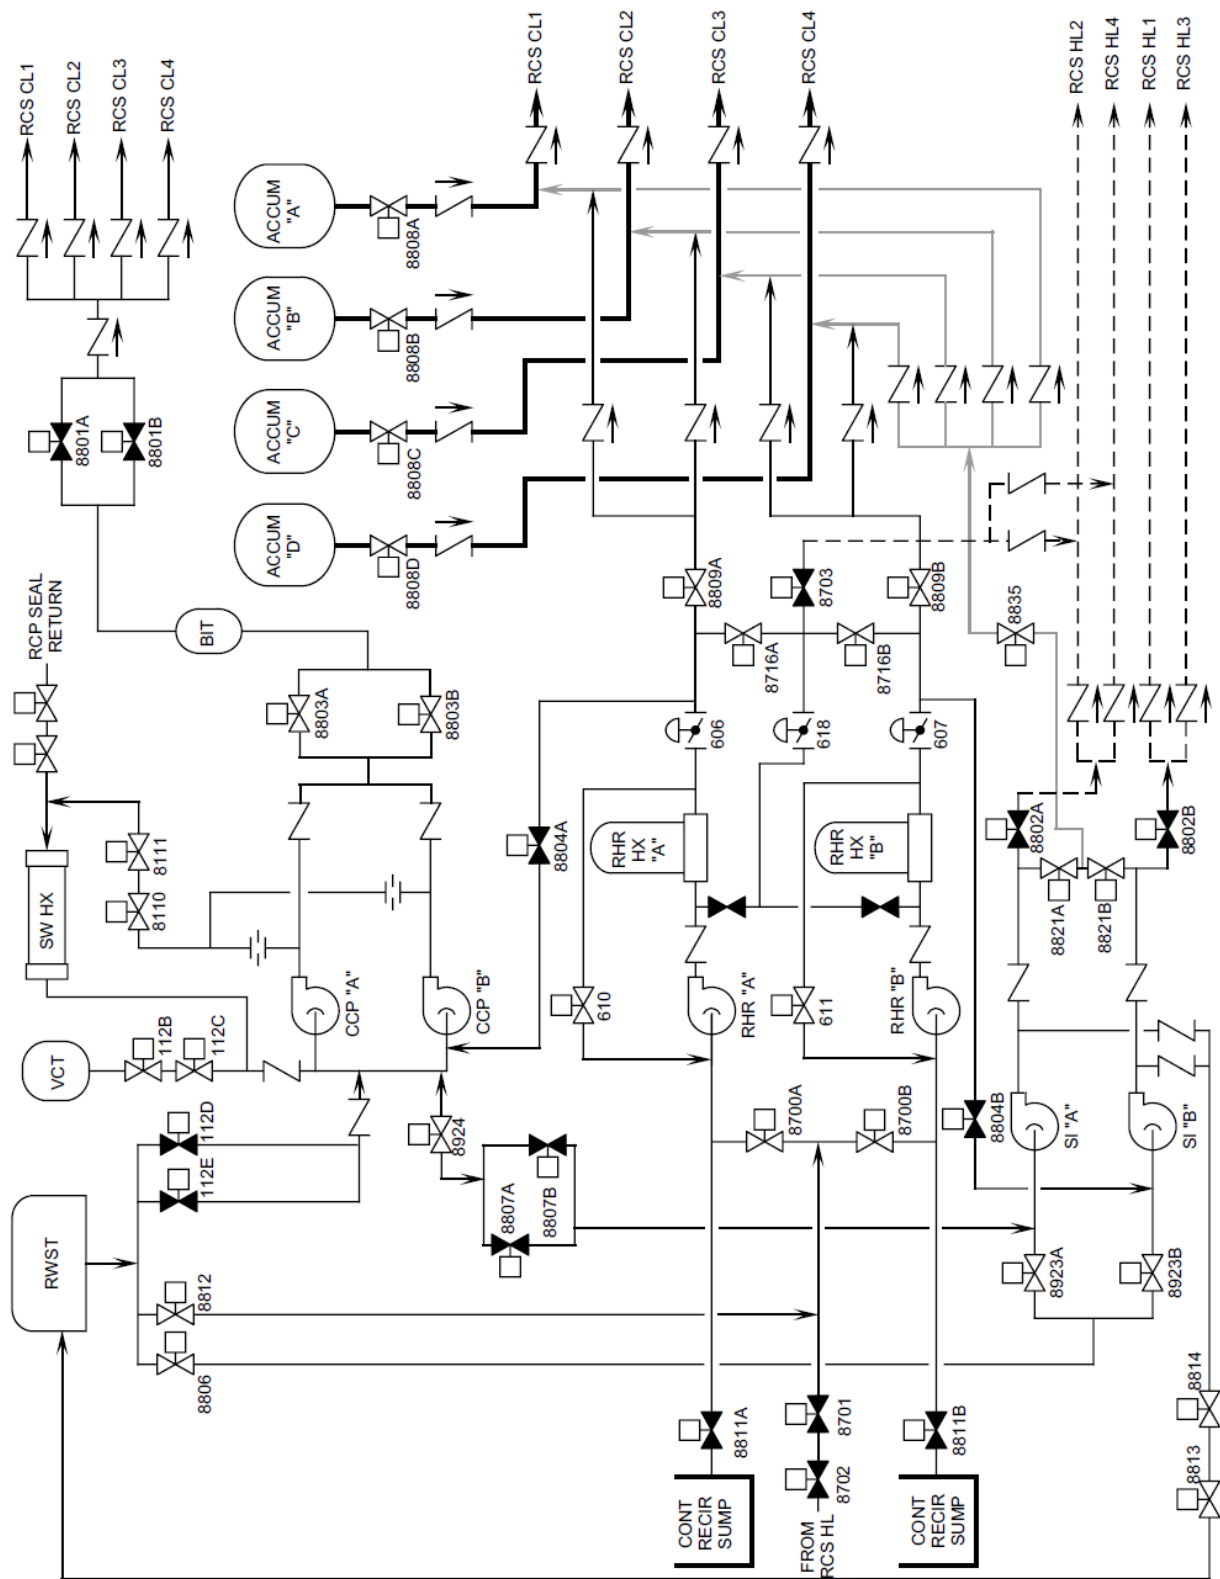 RCS CL1
RCS CL2
RCS CL3
RCS CL4
RCS CL1
RCS CL2
RCS CL3
RCS CL4
RCS HL2
RCS HL4
RCS HL1
RCS HL3
ACCUM
"A"
ACCUM
"B"
ACCUM
"C"
ACCUM
"D"
8808A
8808B
8808C
8808D
8801A
8801B
BIT
RCP SEAL
RETURN
8803A
8803B
8809A
8703
8809B
8716A
8716B
8835
606
618
607
8111
8110
SW HX
8804A
RHR
HX
"A"
RHR
HX
"B"
8802A
8802B
8821A
8821B
CCP "A"
CCP "B"
610
RHR "A"
611
RHR "B"
VCT
112B
112C
112D
112E
8924
8700A
8700B
8804B
SI "A"
SI "B"
8807A
8807B
RWST
8812
8806
8923A
8923B
8811A
8701
8702
8811B
8814
8813
CONT
RECIR
SUMP
FROM
RCS HL
CONT
RECIR
SUMP